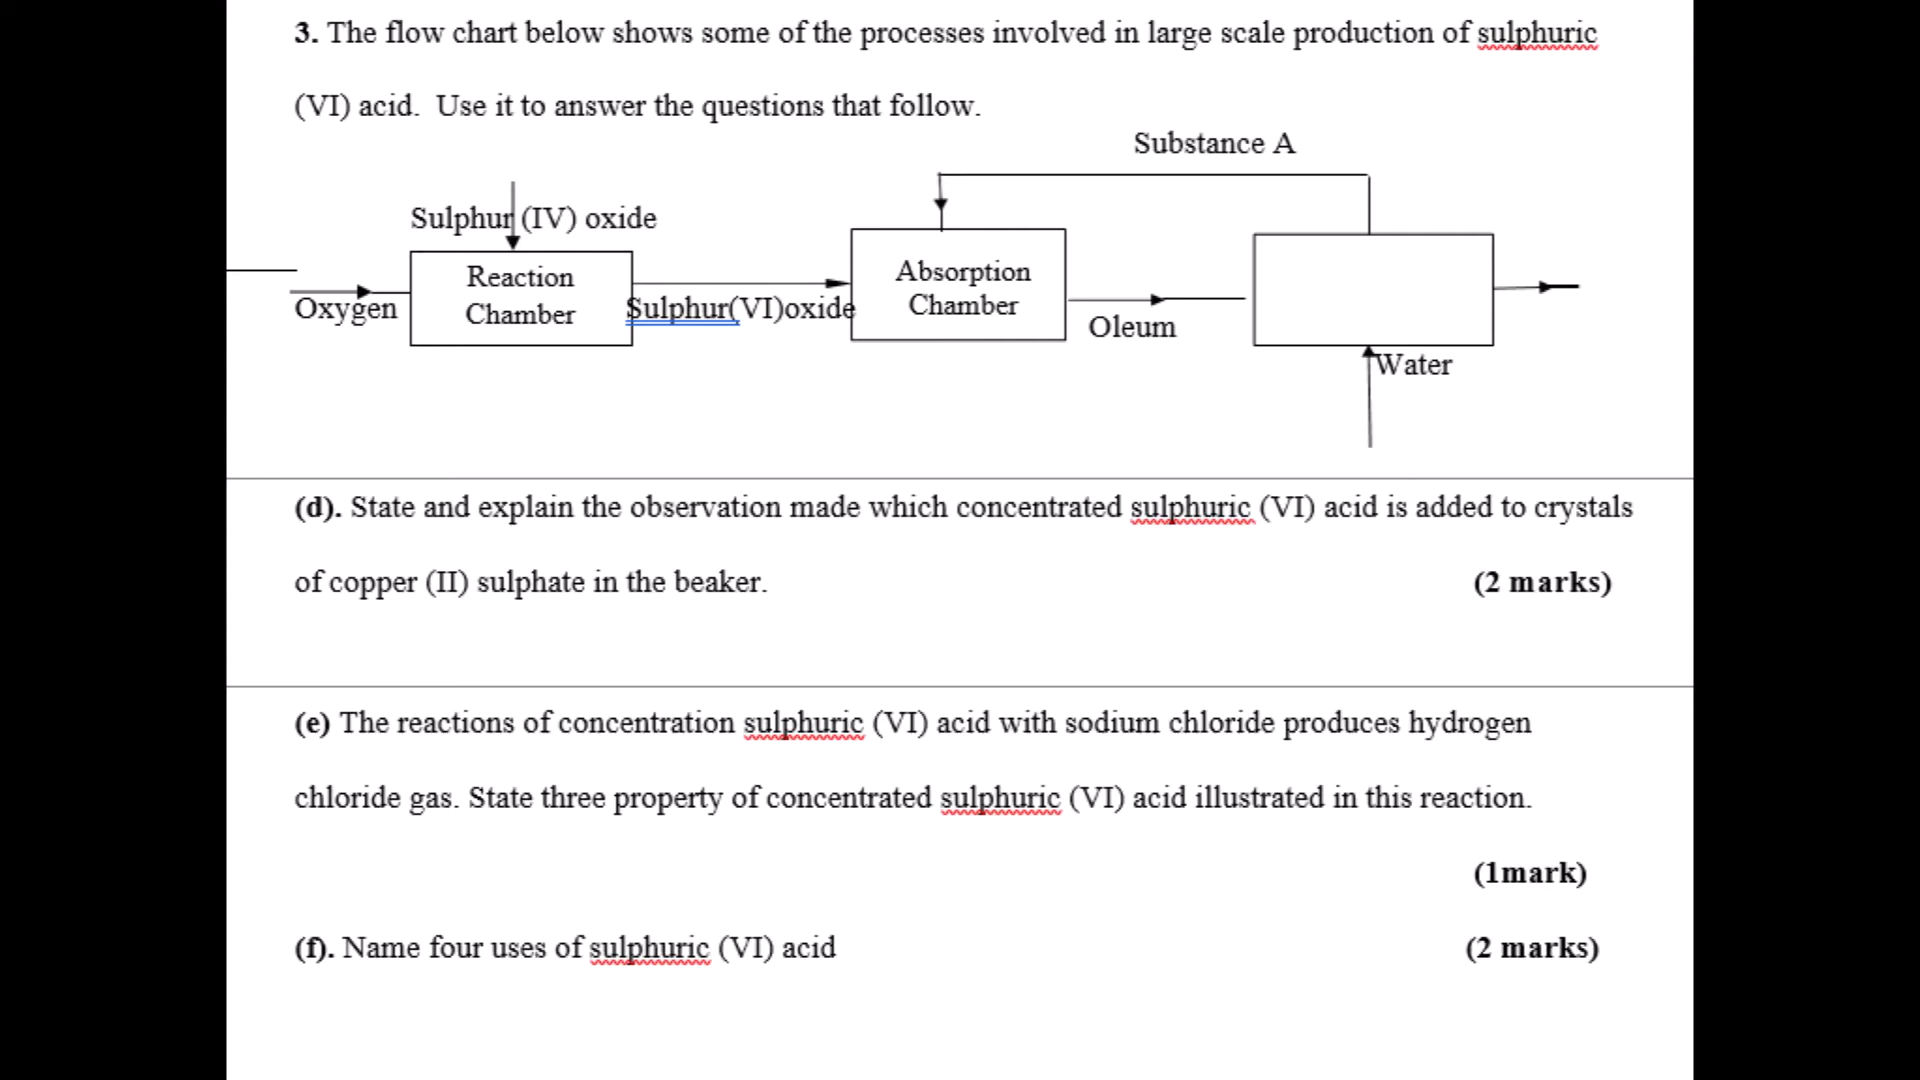 3. The flow chart below shows some of the processes involved in large scale production of sulphuric
(VI) acid.  Use it to answer the questions that follow.
Substance A
Sulphur (IV) oxide
Reaction
Chamber
Oxygen
Sulphur(VI)oxide
Absorption
Chamber
Oleum
Water
(d). State and explain the observation made which concentrated sulphuric (VI) acid is added to crystals
of copper (II) sulphate in the beaker. (2 marks)
(e) The reactions of concentration sulphuric (VI) acid with sodium chloride produces hydrogen
chloride gas. State three property of concentrated sulphuric (VI) acid illustrated in this reaction.
(1mark)
(f). Name four uses of sulphuric (VI) acid (2 marks)